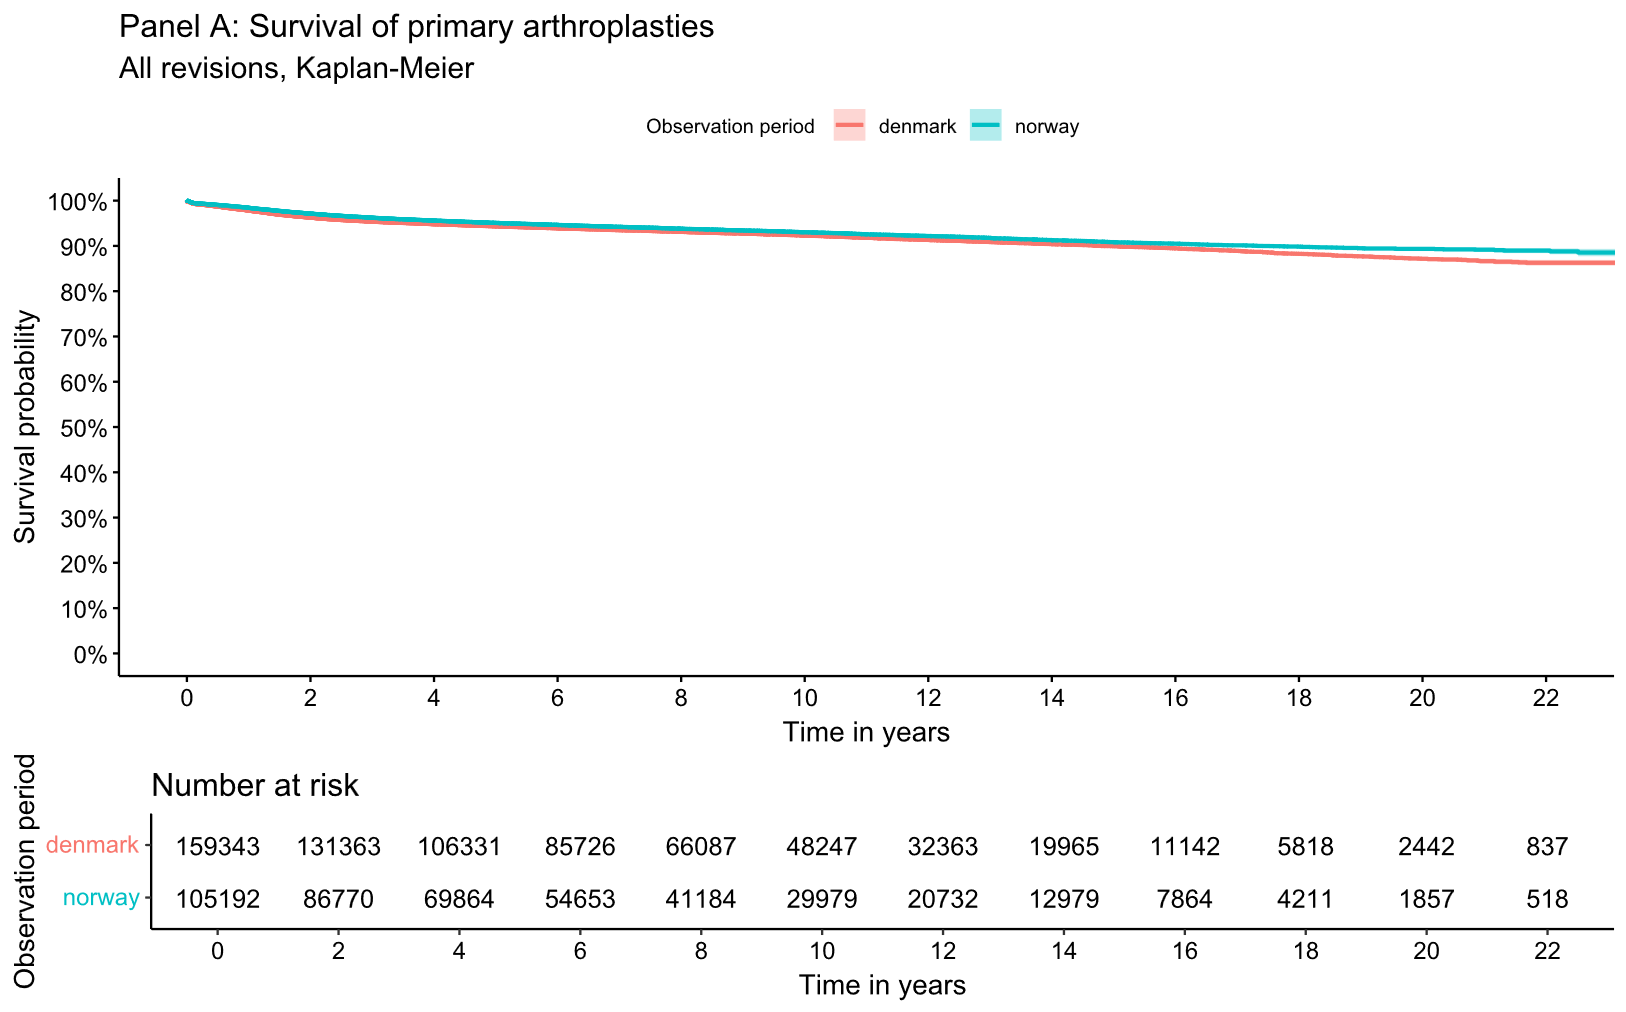 Panel A: Survival of primary arthroplasties
All revisions, Kaplan-Meier
Observation period denmark norway
Survival probability
100%
90%
80%
70%
60%
50%
40%
30%
20%
10%
0%
0 2 4 6 8 10 12 14 16 18 20 22
Time in years
Number at risk
Observation period
denmark 159343 131363 106331 85726 66087 48247 32363 19965 11142 5818 2442 837
norway 105192 86770 69864 54653 41184 29979 20732 12979 7864 4211 1857 518
0 2 4 6 8 10 12 14 16 18 20 22
Time in years